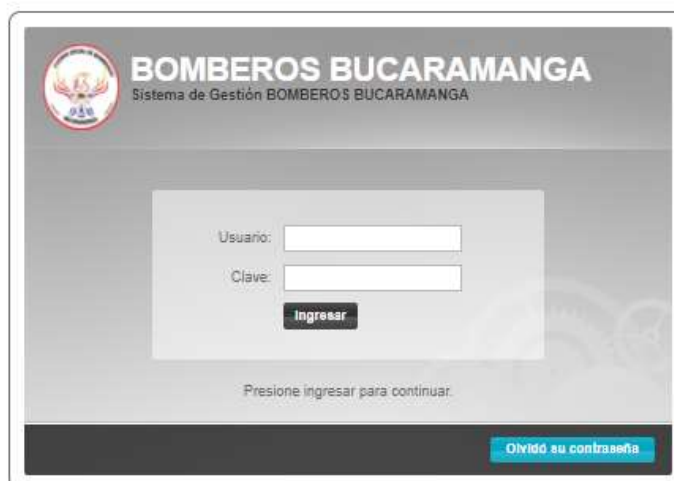 BOMBEROS BUCARAMANGA
Sistema de Gestión BOMBEROS BUCARAMANGA
Usuario:
Clave:
Ingresar
Presione ingresar para continuar.
Olvidó su contraseña